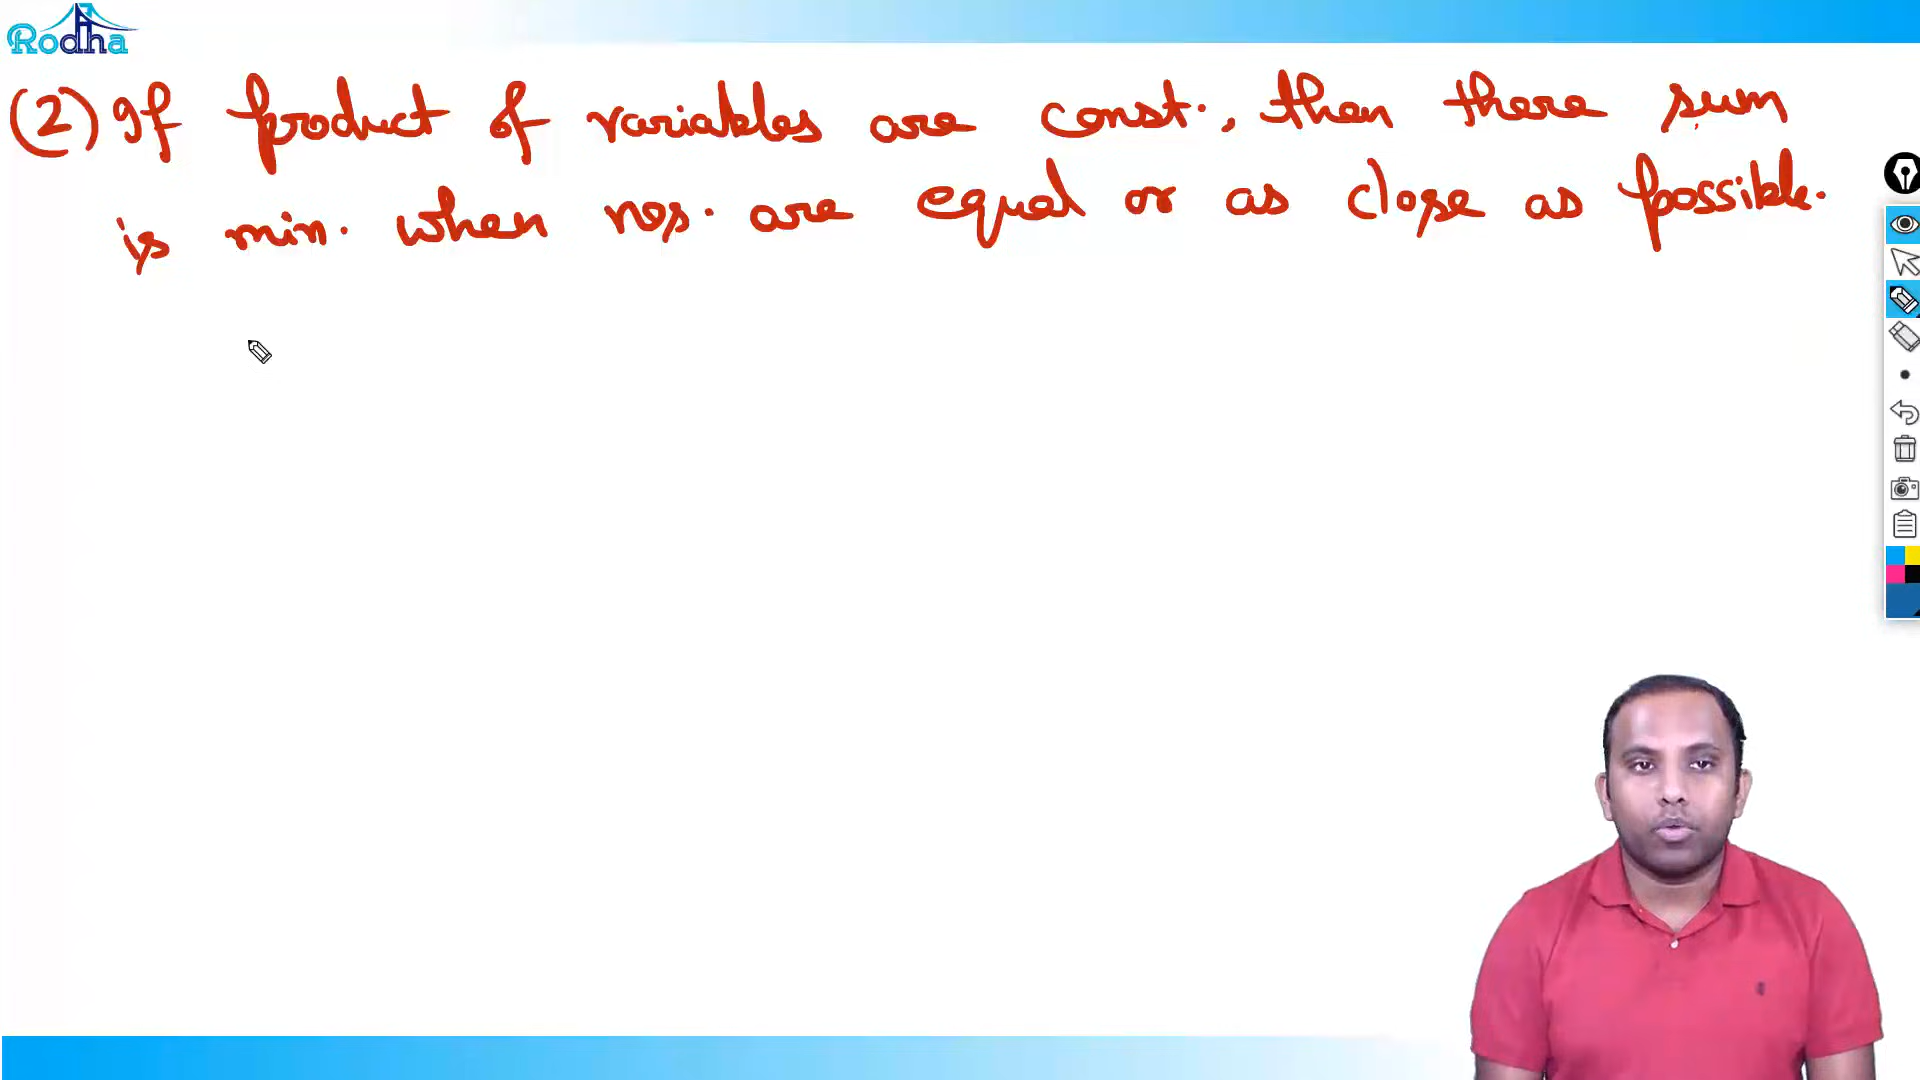 Rodha
(2) If product of variables are const., then there sum
is min. when nos. are equal or as close as possible.